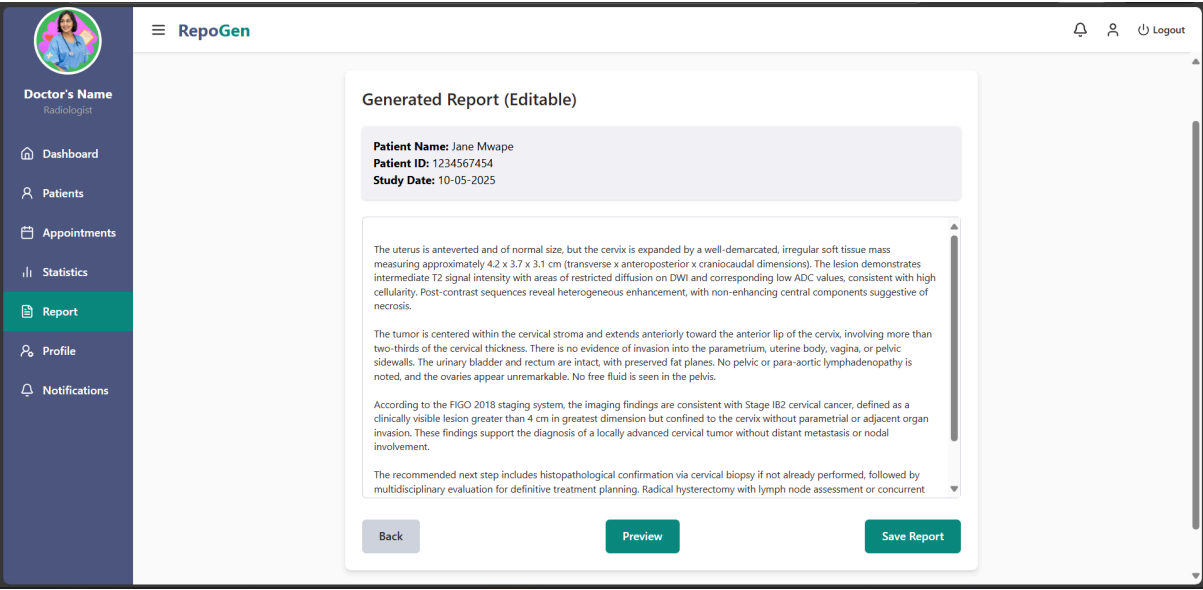 RepoGen
Logout
Doctor's Name
Radiologist
Dashboard
Patients
Appointments
Statistics
Report
Profile
Notifications
Generated Report (Editable)
Patient Name: Jane Mwape
Patient ID: 1234567454
Study Date: 10-05-2025
The uterus is anteverted and of normal size, but the cervix is expanded by a well-demarcated, irregular soft tissue mass
measuring approximately 4.2 x 3.7 x 3.1 cm (transverse x anteroposterior x craniocaudal dimensions). The lesion demonstrates
intermediate T2 signal intensity with areas of restricted diffusion on DWI and corresponding low ADC values, consistent with high
cellularity. Post-contrast sequences reveal heterogeneous enhancement, with non-enhancing central components suggestive of
necrosis.
The tumor is centered within the cervical stroma and extends anteriorly toward the anterior lip of the cervix, involving more than
two-thirds of the cervical thickness. There is no evidence of invasion into the parametrium, uterine body, vagina, or pelvic
sidewalls. The urinary bladder and rectum are intact, with preserved fat planes. No pelvic or para-aortic lymphadenopathy is
noted, and the ovaries appear unremarkable. No free fluid is seen in the pelvis.
According to the FIGO 2018 staging system, the imaging findings are consistent with Stage IB2 cervical cancer, defined as a
clinically visible lesion greater than 4 cm in greatest dimension but confined to the cervix without parametrial or adjacent organ
invasion. These findings support the diagnosis of a locally advanced cervical tumor without distant metastasis or nodal
involvement.
The recommended next step includes histopathological confirmation via cervical biopsy if not already performed, followed by
multidisciplinary evaluation for definitive treatment planning. Radical hysterectomy with lymph node assessment or concurrent
Back
Preview
Save Report